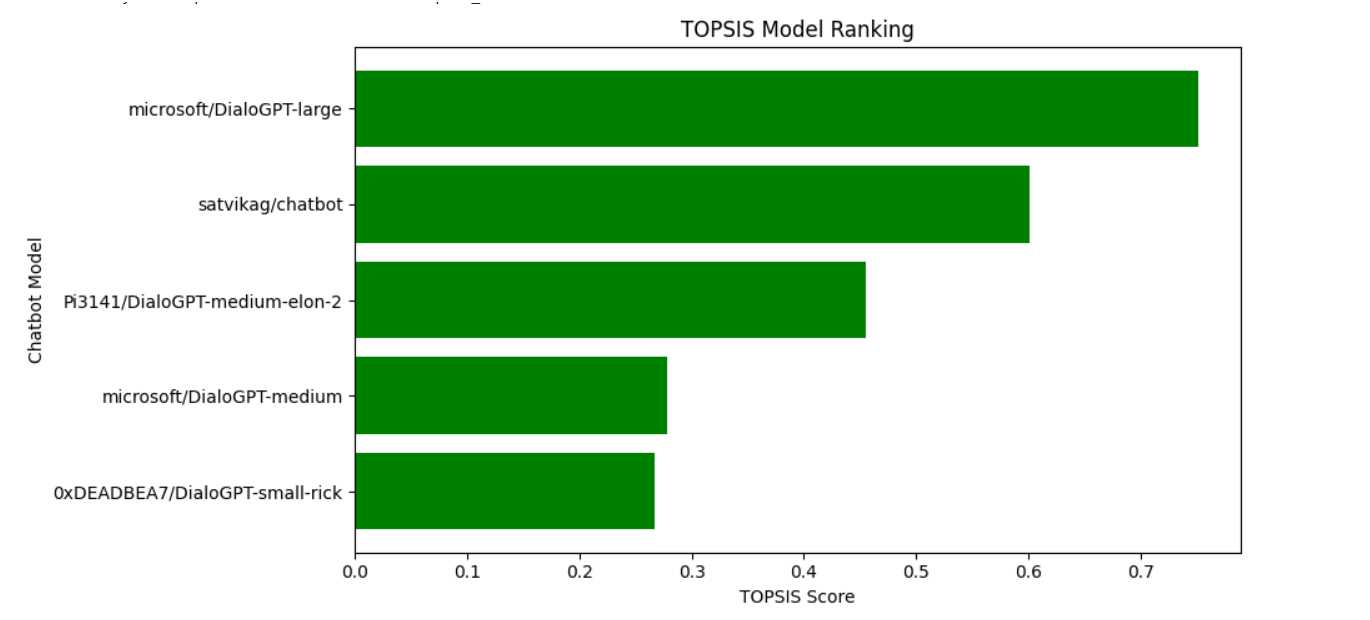 TOPSIS Model Ranking
Chatbot Model
microsoft/DialoGPT-large
satvikag/chatbot
Pi3141/DialoGPT-medium-elon-2
microsoft/DialoGPT-medium
0xDEADBEA7/DialoGPT-small-rick
0.0 0.1 0.2 0.3 0.4 0.5 0.6 0.7
TOPSIS Score